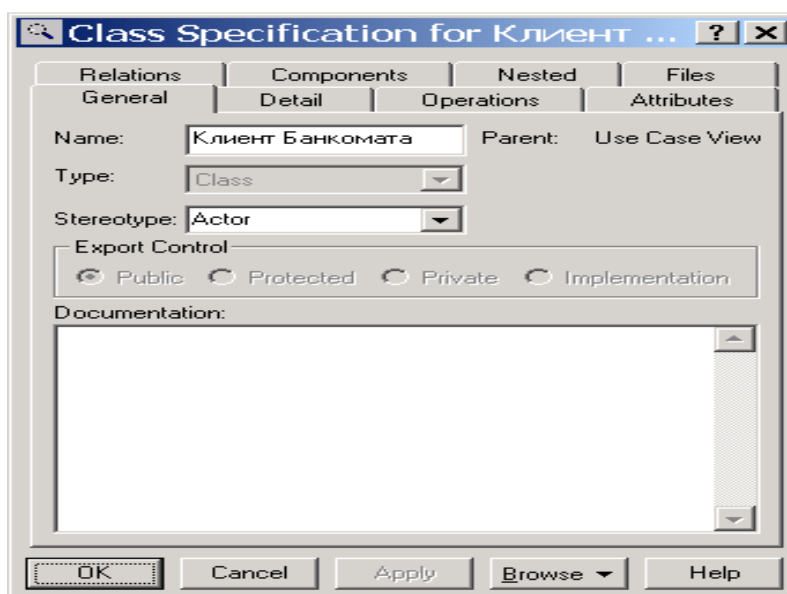 Class Specification for Клиент ...
Relations Components Nested Files
General Detail Operations Attributes
Name: Клиент Банкомата Parent: Use Case View
Type: Class
Stereotype: Actor
Export Control
Public Protected Private Implementation
Documentation:
OK Cancel Apply Browse Help